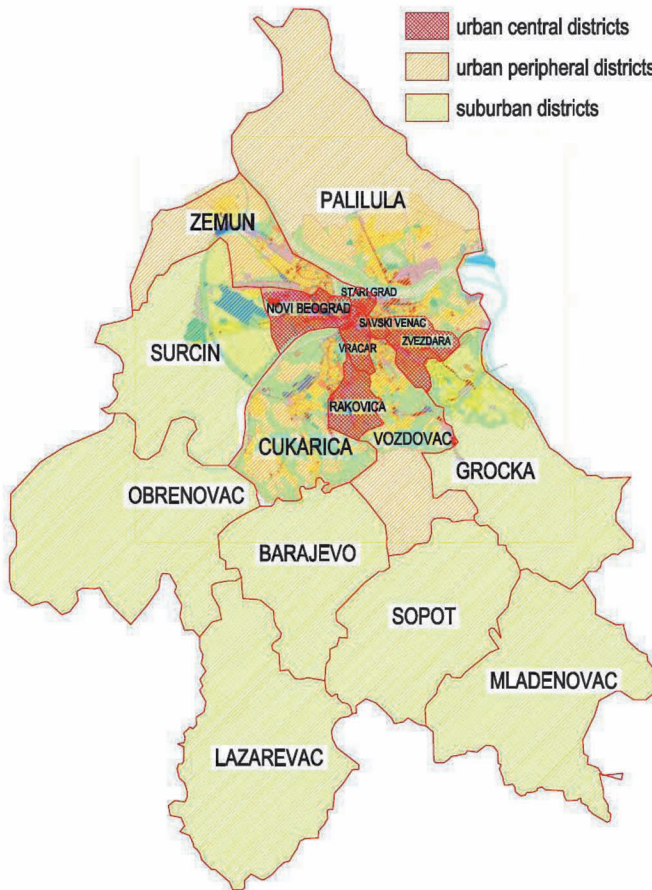 urban central districts
urban peripheral districts
suburban districts
PALILULA
ZEMUN
STARI GRAD
NOVI BEOGRAD
SAVSKI VENAC
ZVEZDARA
VRACAR
SURCIN
RAKOVICA
VOZDOVAC
CUKARICA
GROCKA
OBRENOVAC
BARAJEVO
SOPOT
MLADENOVAC
LAZAREVAC